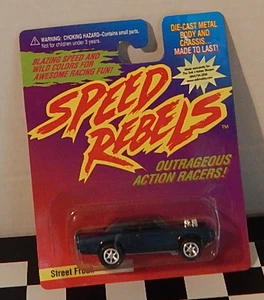 WARNING: CHOKING HAZARD-Contains small parts.
Not for children under 3 years.
DIE-CAST METAL
BODY AND
CHASSIS...
MADE TO LAST!
BLAZING SPEED AND
WILD COLORS FOR
AWESOME RACING FUN!
SPEED
REBELS
TM
OUTRAGEOUS
ACTION RACERS!
Street Freak